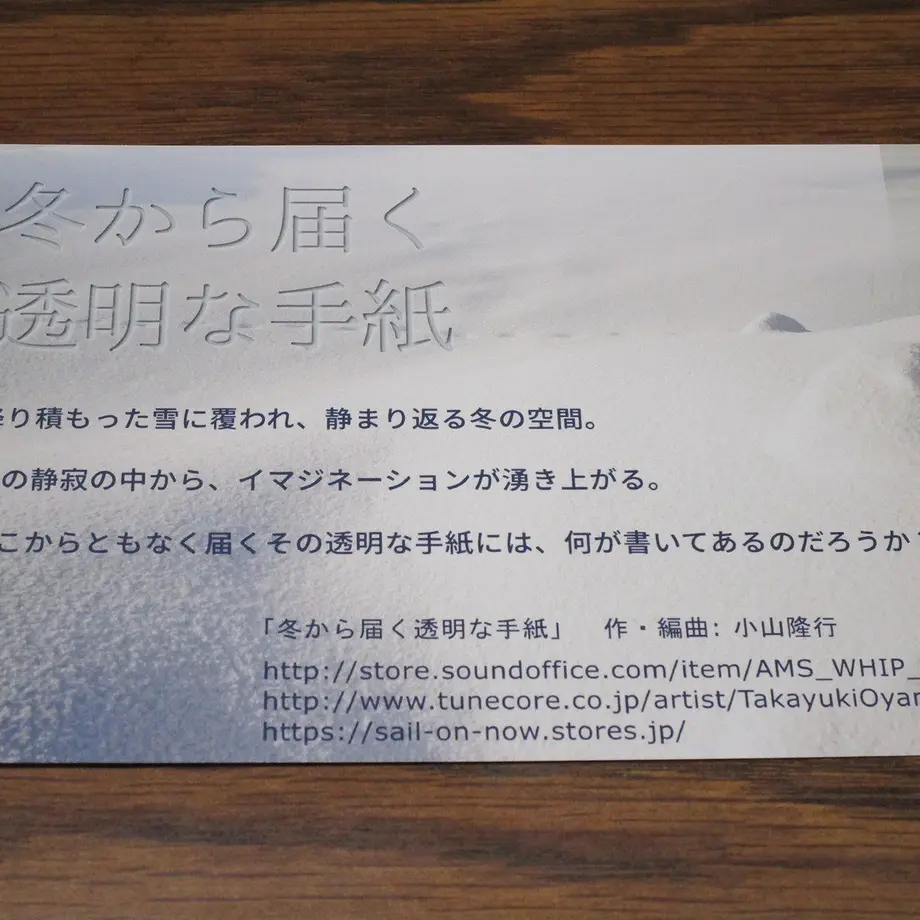 冬から届く
透明な手紙
降り積もった雪に覆われ、静まり返る冬の空間。
の静寂の中から、イマジネーションが湧き上がる。
こからともなく届くその透明な手紙には、何が書いてあるのだろうか?
「冬から届く透明な手紙」 作・編曲: 小山隆行
http://store.soundoffice.com/item/AMS_WHIP_
http://www.tunecore.co.jp/artist/TakayukiOyam
https://sail-on-now.stores.jp/